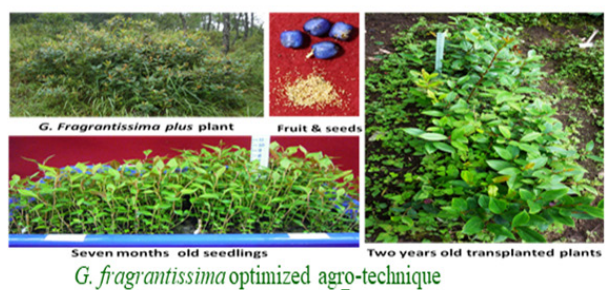 G. Fragrantissima plus plant
Fruit & seeds
Seven months old seedlings
Two years old transplanted plants
G. fragrantissima optimized agro-technique